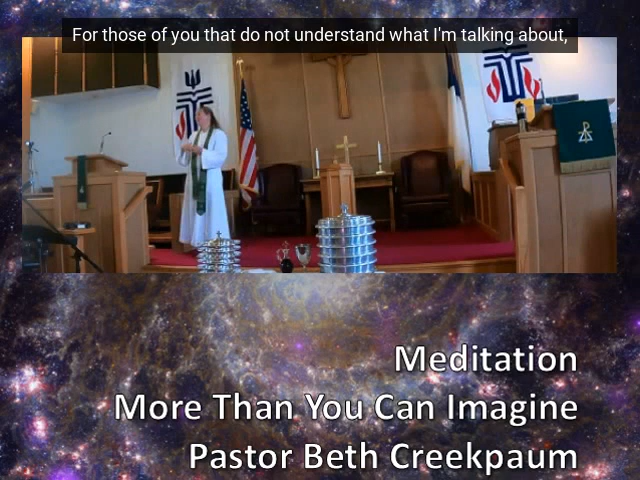 For those of you that do not understand what I'm talking about,
Meditation
More Than You Can Imagine
Pastor Beth Creekpaum